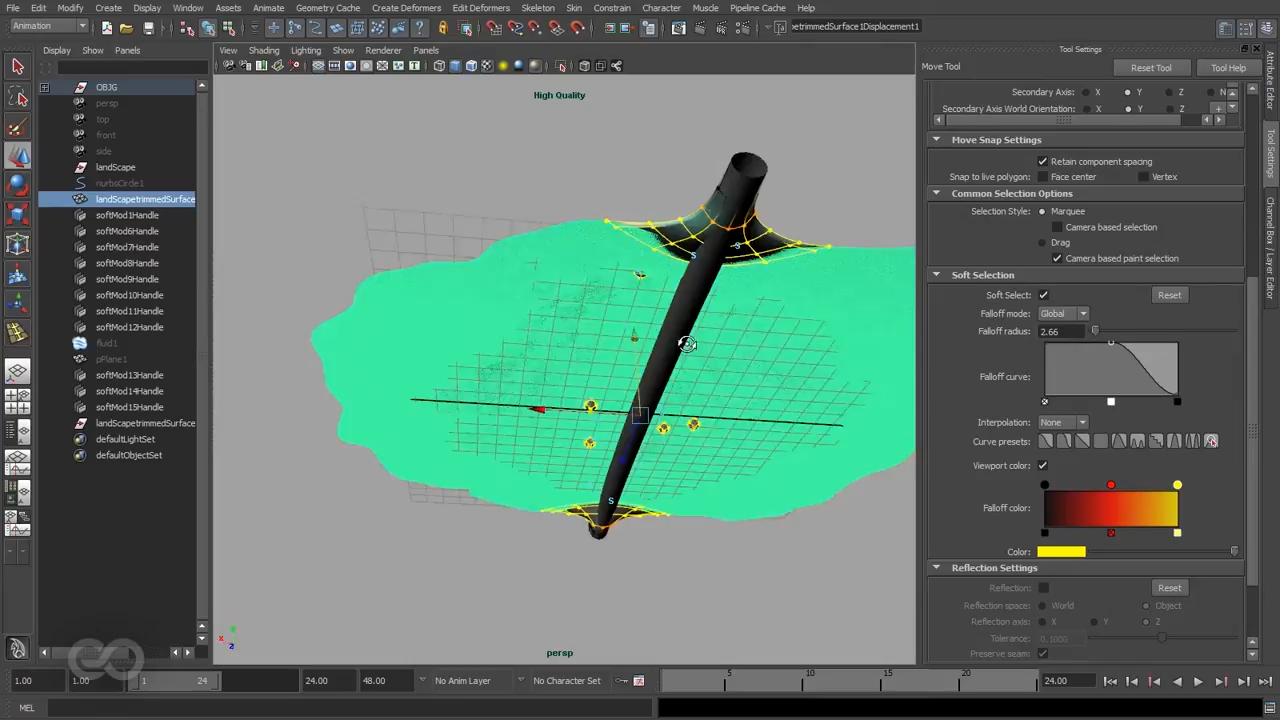 File Edit Modify Create Display Window Assets Animate Geometry Cache Create Deformers Edit Deformers Skeleton Skin Constrain Character Muscle Pipeline Cache Help
Animation
etrimmedSurface1Displacement1
Display Show Panels
View Shading Lighting Show Renderer Panels
Tool Settings
Move Tool Reset Tool Tool Help
OBJG
persp
top
front
side
landScape
nurbsCircle1
landScapetrimmedSurface
softMod1Handle
softMod6Handle
softMod7Handle
softMod8Handle
softMod9Handle
softMod10Handle
softMod11Handle
softMod12Handle
fluid1
pPlane1
softMod13Handle
softMod14Handle
softMod15Handle
landScapetrimmedSurface
defaultLightSet
defaultObjectSet
High Quality
S
S
S
persp
X Y Z
Secondary Axis: X Y Z N
Secondary Axis World Orientation: X Y Z
Move Snap Settings
Retain component spacing
Snap to live polygon: Face center Vertex
Common Selection Options
Selection Style: Marquee
Camera based selection
Drag
Camera based paint selection
Soft Selection
Soft Select: Reset
Falloff mode: Global
Falloff radius: 2.66
Falloff curve:
Interpolation: None
Curve presets:
Viewport color:
Falloff color:
Color:
Reflection Settings
Reflection: Reset
Reflection space: World Object
Reflection axis: X Y Z
Tolerance: 0.1000
Preserve seam:
Attribute Editor
Tool Settings
Channel Box / Layer Editor
1.00 1.00 1 24 24.00 48.00 No Anim Layer No Character Set 5 10 15 20 24.00
MEL